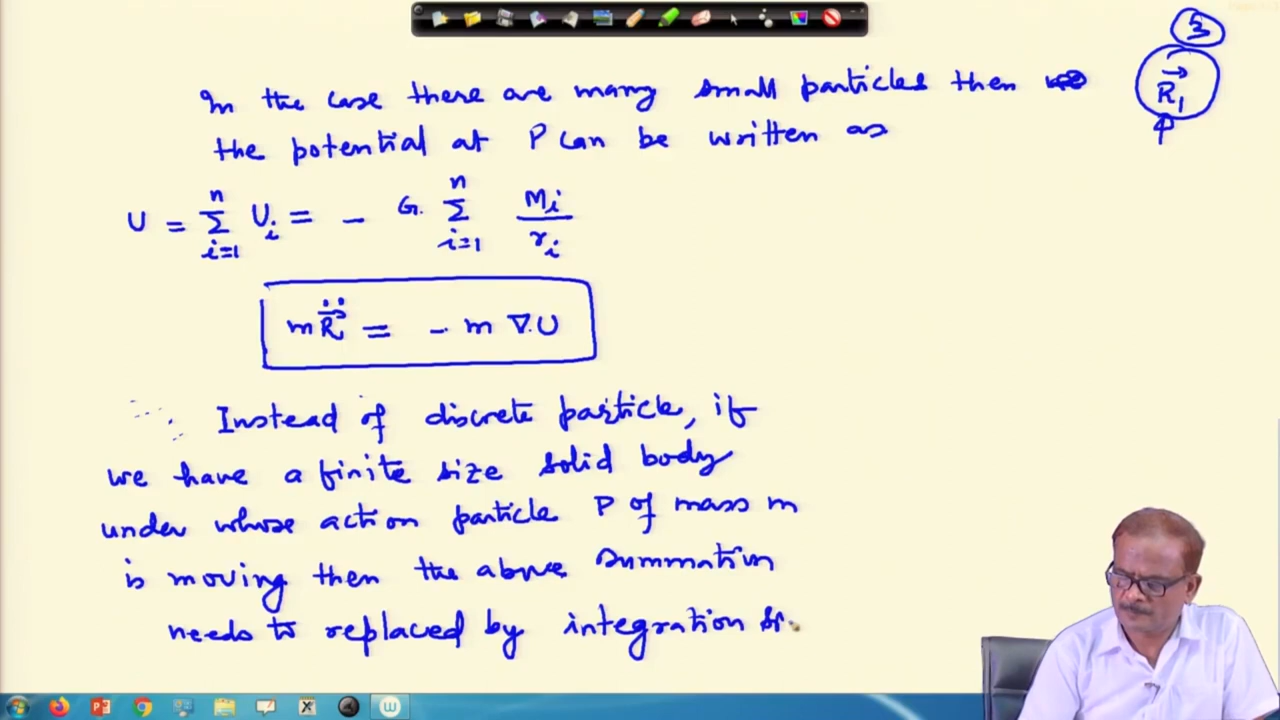 3
R⃗₁
In the case there are many small particles then
the potential at P can be written as
U = Σ_{i=1}^{n} U_i = - G. Σ_{i=1}^{n} M_i / r_i
m R̈⃗ = - m ∇.U
Instead of discrete particle, if
we have a finite size solid body
under whose action particle P of mass m
is moving then the above summation
needs to replaced by integration